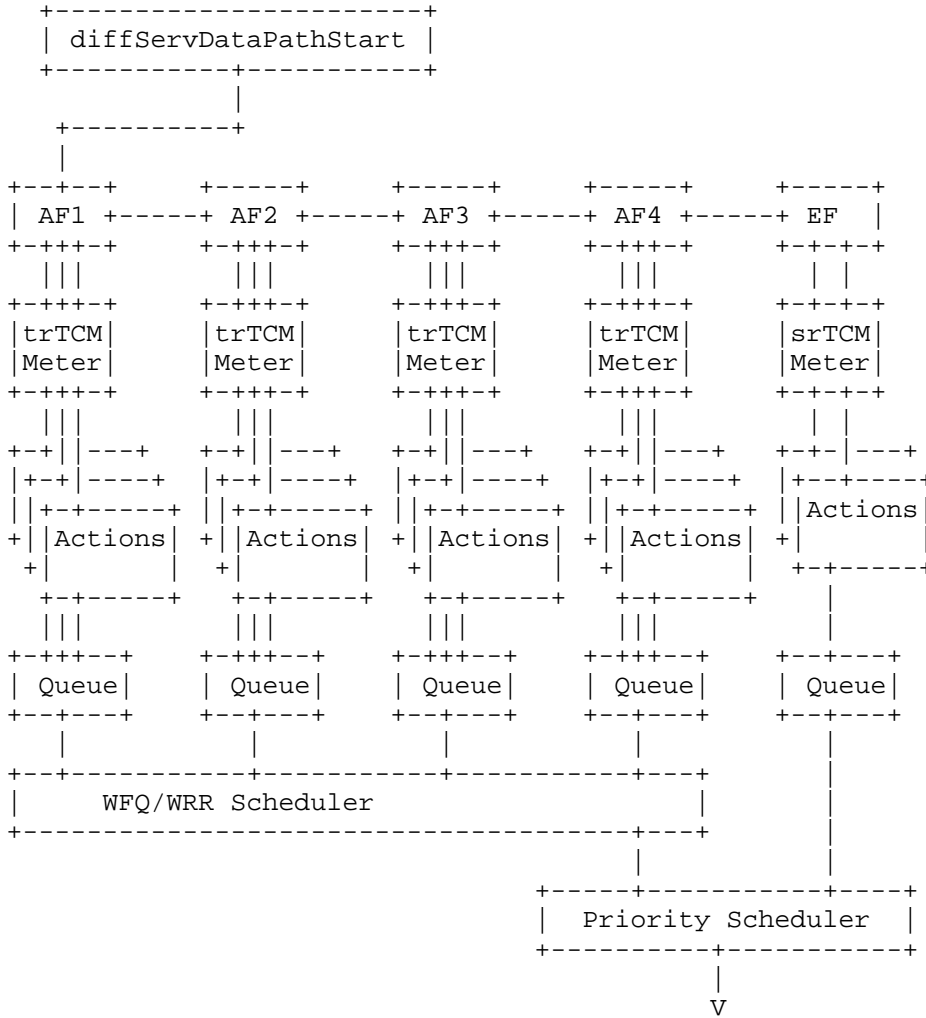 diffServDataPathStart
AF1 AF2 AF3 AF4 EF
trTCM trTCM trTCM trTCM srTCM
Meter Meter Meter Meter Meter
Actions
Actions Actions Actions Actions
Queue Queue Queue Queue Queue
WFQ/WRR Scheduler
Priority Scheduler
V